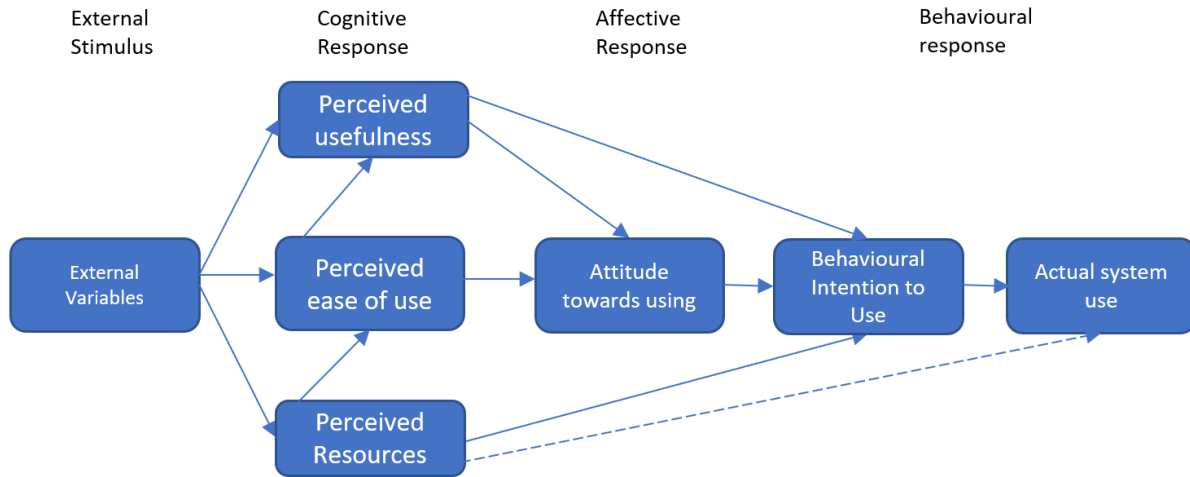 External
Stimulus
Cognitive
Response
Affective
Response
Behavioural
response
Perceived
usefulness
External
Variables
Perceived
ease of use
Attitude
towards using
Behavioural
Intention to
Use
Actual system
use
Perceived
Resources